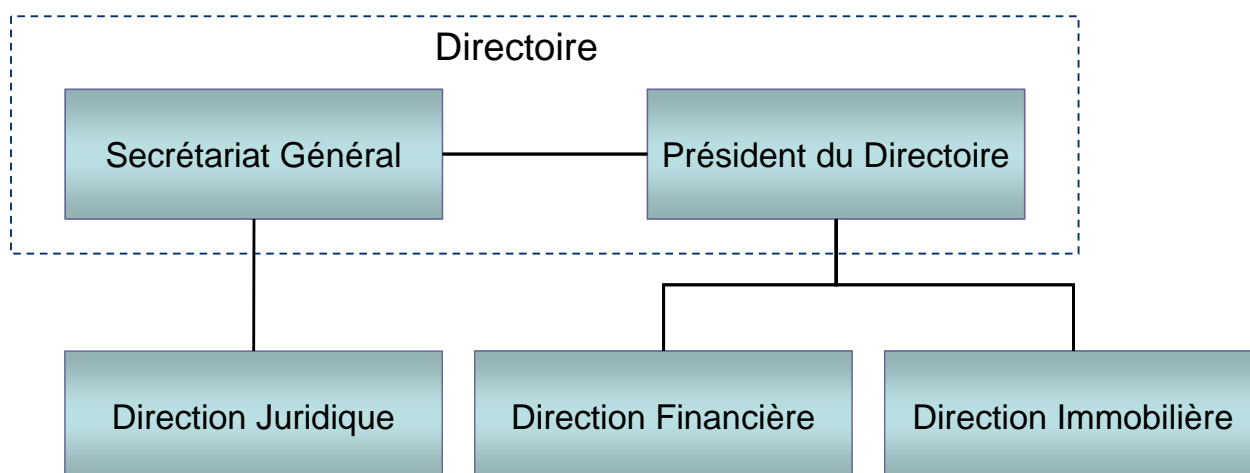 Directoire
Secrétariat Général
Président du Directoire
Direction Juridique
Direction Financière
Direction Immobilière